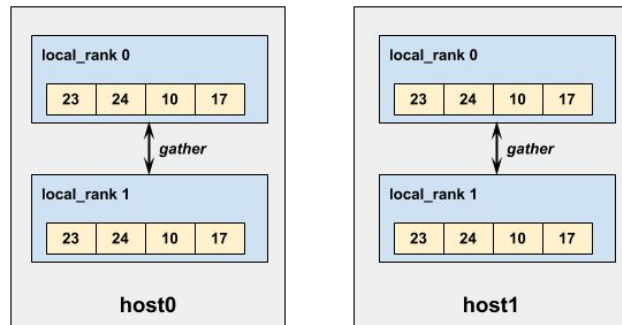 local_rank 0
23 24 10 17
gather
local_rank 1
23 24 10 17
host0
local_rank 0
23 24 10 17
gather
local_rank 1
23 24 10 17
host1